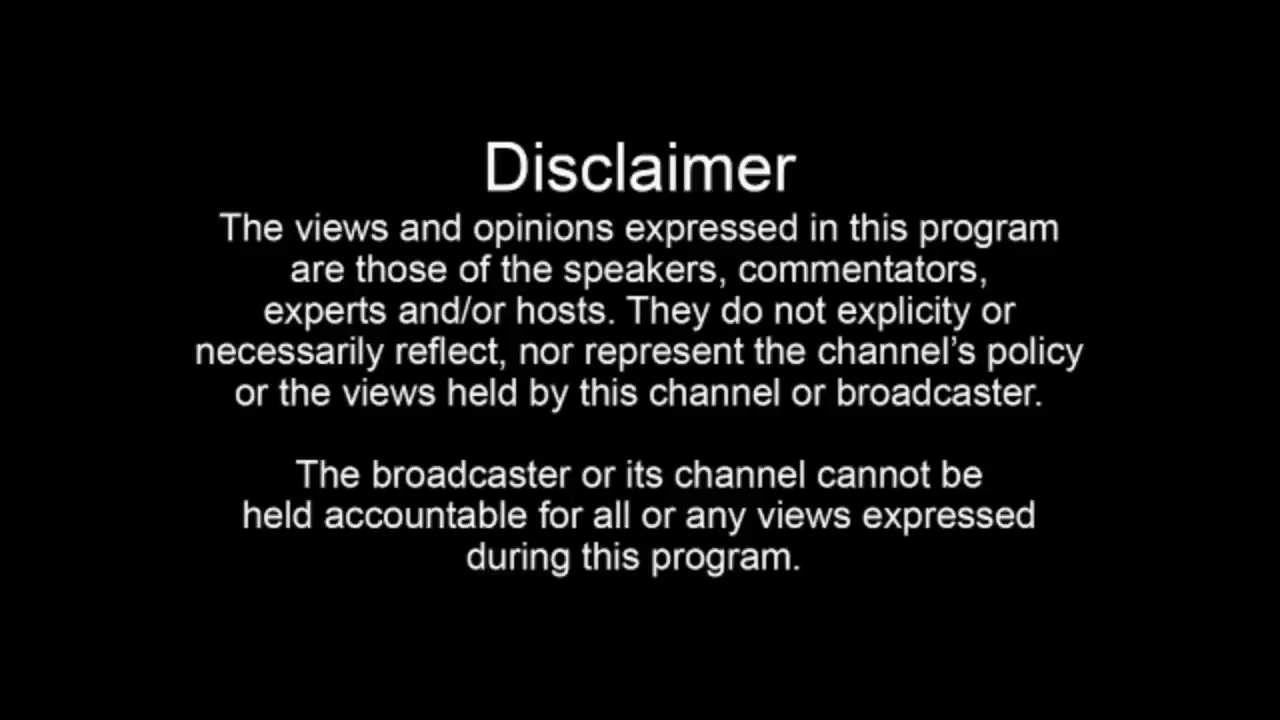 Disclaimer
The views and opinions expressed in this program
are those of the speakers, commentators,
experts and/or hosts. They do not explicity or
necessarily reflect, nor represent the channel's policy
or the views held by this channel or broadcaster.
The broadcaster or its channel cannot be
held accountable for all or any views expressed
during this program.